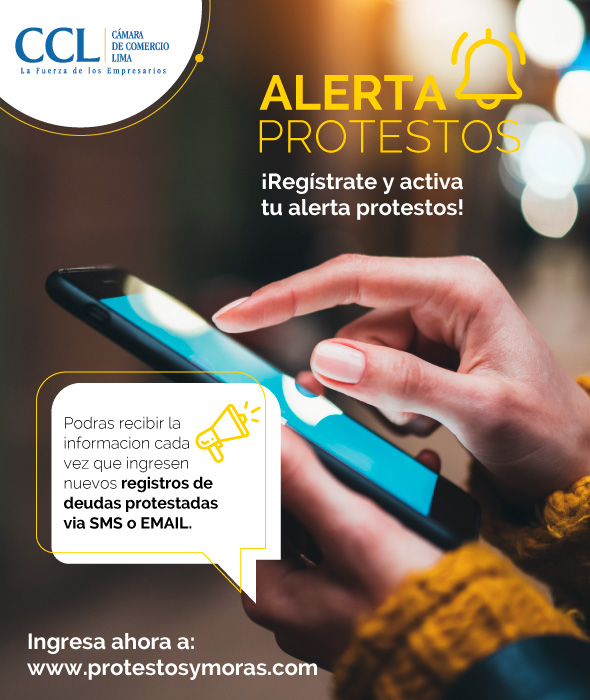 CCL
CÁMARA
DE COMERCIO
LIMA
La Fuerza de los Empresarios
ALERTA
PROTESTOS
¡Regístrate y activa
tu alerta protestos!
Podras recibir la
informacion cada
vez que ingresen
nuevos registros de
deudas protestadas
via SMS o EMAIL.
Ingresa ahora a:
www.protestosymoras.com